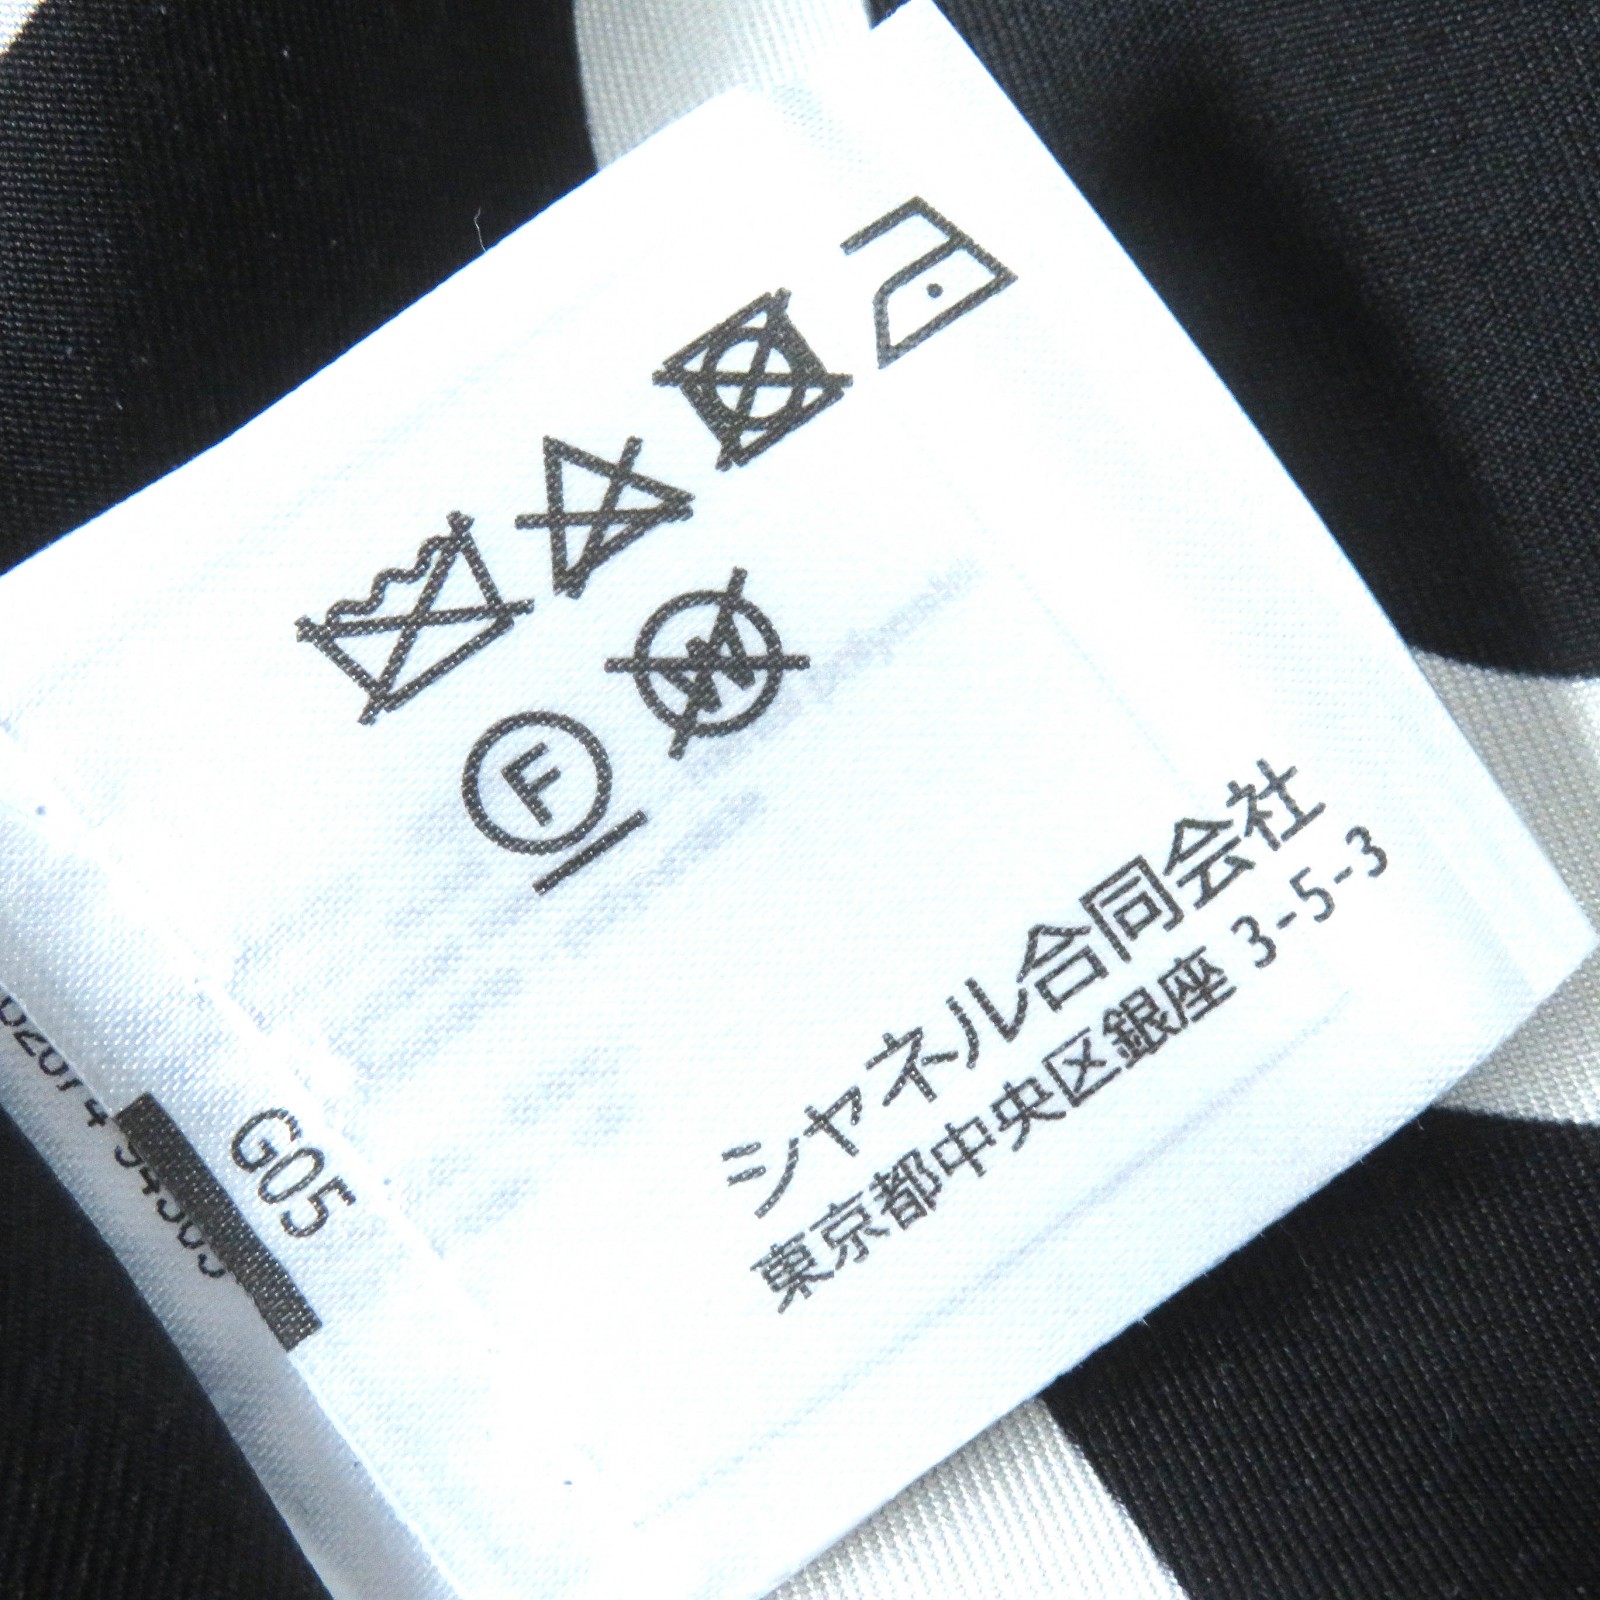 W
F
シャネル合同会社
東京都中央区銀座 3-5-3
G05